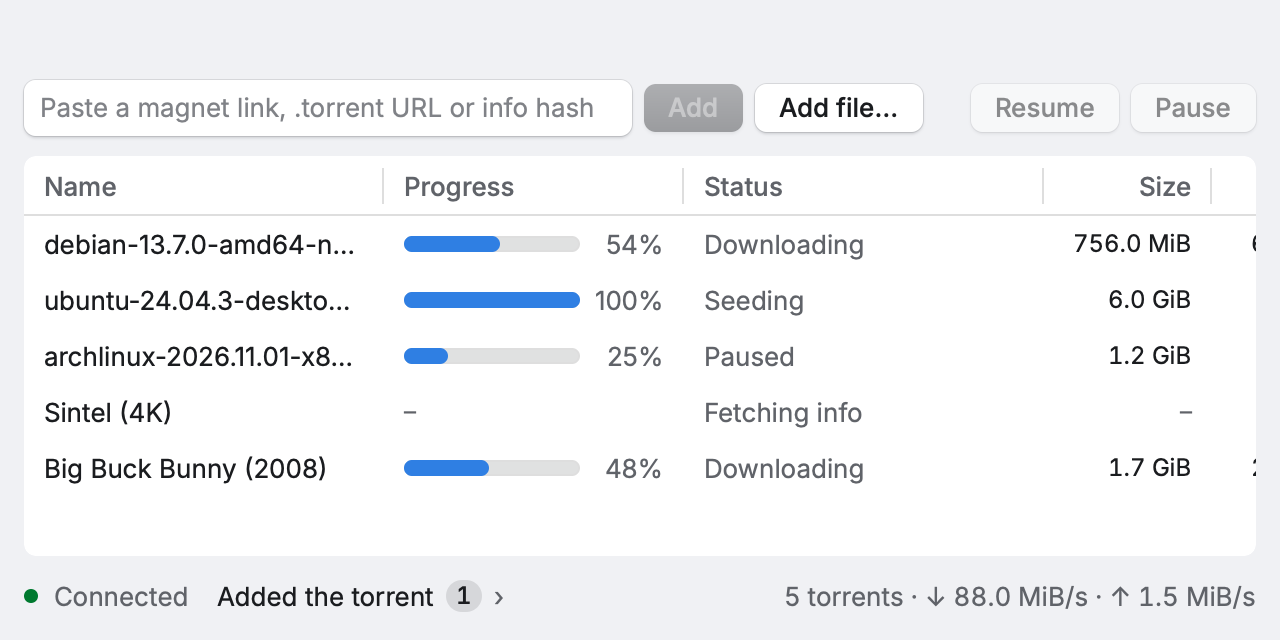 Paste a magnet link, .torrent URL or info hash Add Add file... Resume Pause
Name Progress Status Size
debian-13.7.0-amd64-n... 54% Downloading 756.0 MiB
ubuntu-24.04.3-deskto... 100% Seeding 6.0 GiB
archlinux-2026.11.01-x8... 25% Paused 1.2 GiB
Sintel (4K) – Fetching info –
Big Buck Bunny (2008) 48% Downloading 1.7 GiB
Connected Added the torrent 1 › 5 torrents · ↓ 88.0 MiB/s · ↑ 1.5 MiB/s